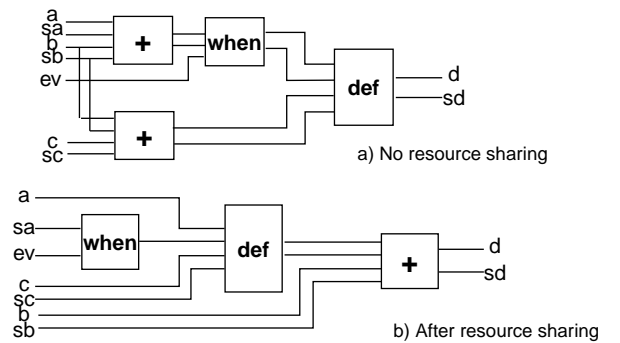 a
sa
b
sb
ev
+
when
+
def
d
sd
c
sc
a) No resource sharing
a
sa
ev
when
def
+
d
sd
c
sc
b
sb
b) After resource sharing